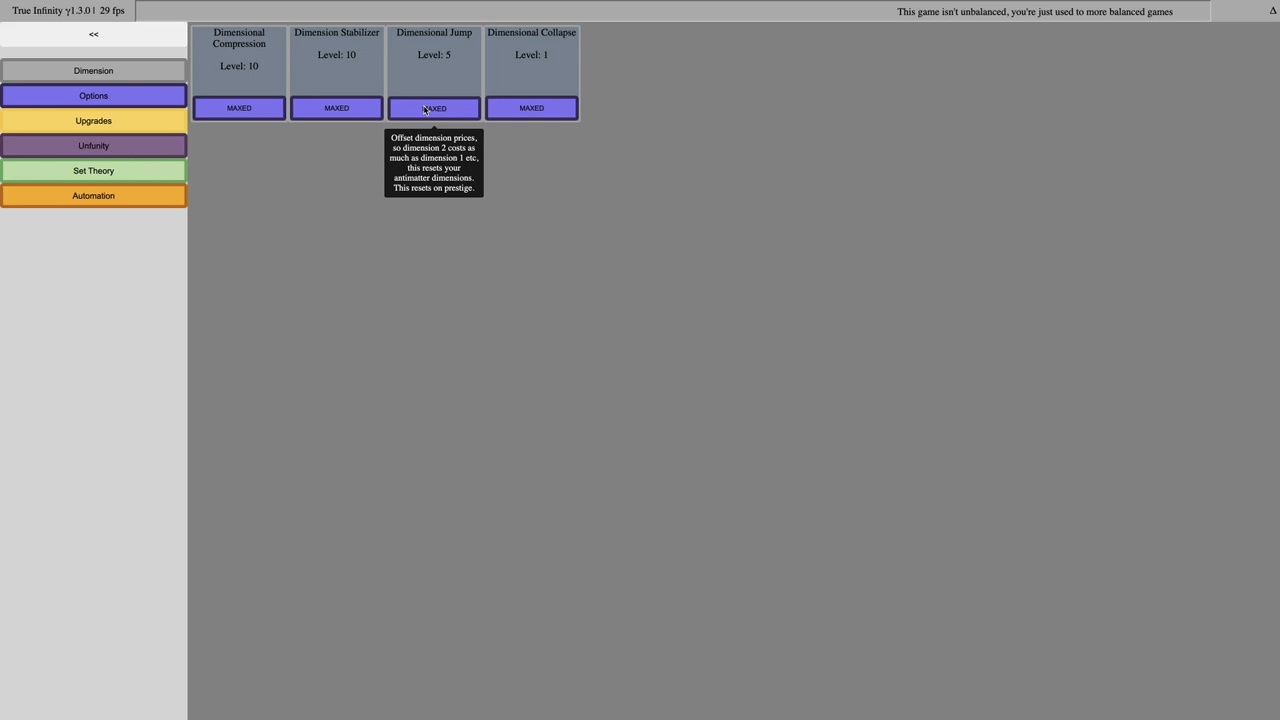 True Infinity γ1.3.0 | 29 fps
This game isn't unbalanced, you're just used to more balanced games
Δ
<<
Dimension
Options
Upgrades
Unfunity
Set Theory
Automation
Dimensional
Compression
Level: 10
MAXED
Dimension Stabilizer
Level: 10
MAXED
Dimensional Jump
Level: 5
MAXED
Dimensional Collapse
Level: 1
MAXED
Offset dimension prices,
so dimension 2 costs as
much as dimension 1 etc,
this resets your
antimatter dimensions.
This resets on prestige.